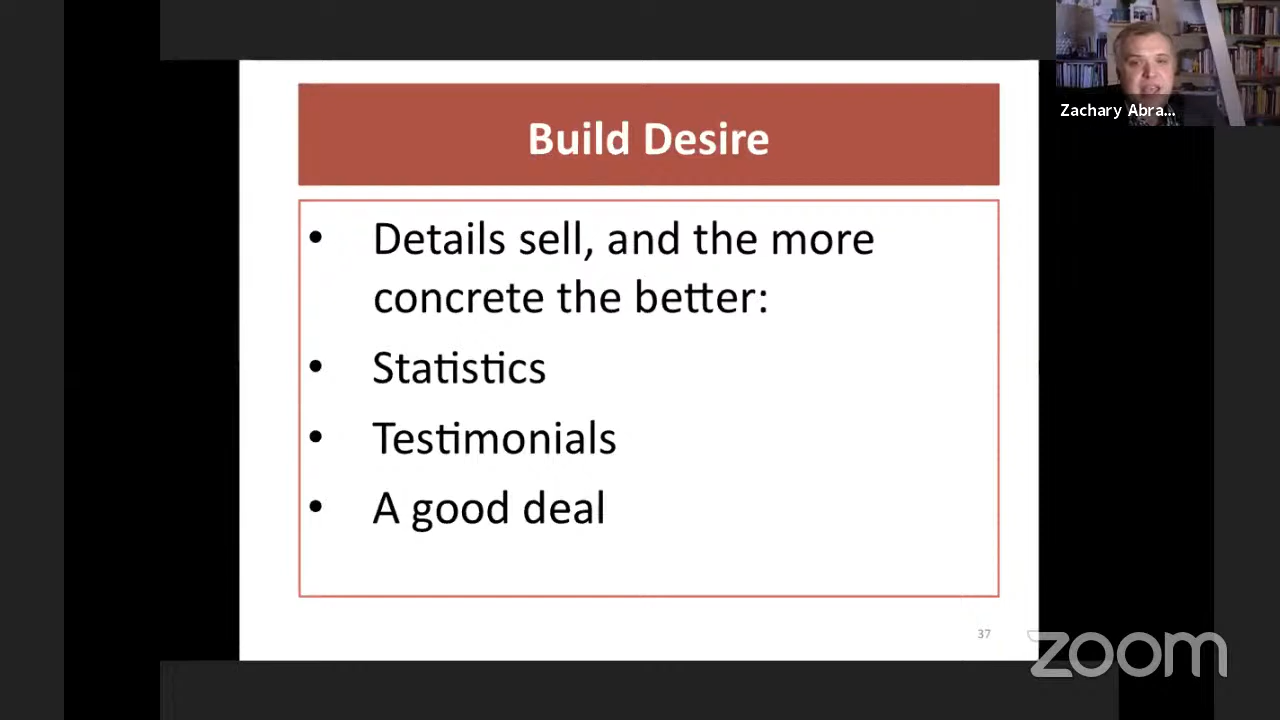 Zachary Abra...
Build Desire
• Details sell, and the more
concrete the better:
• Statistics
• Testimonials
• A good deal
37
zoom